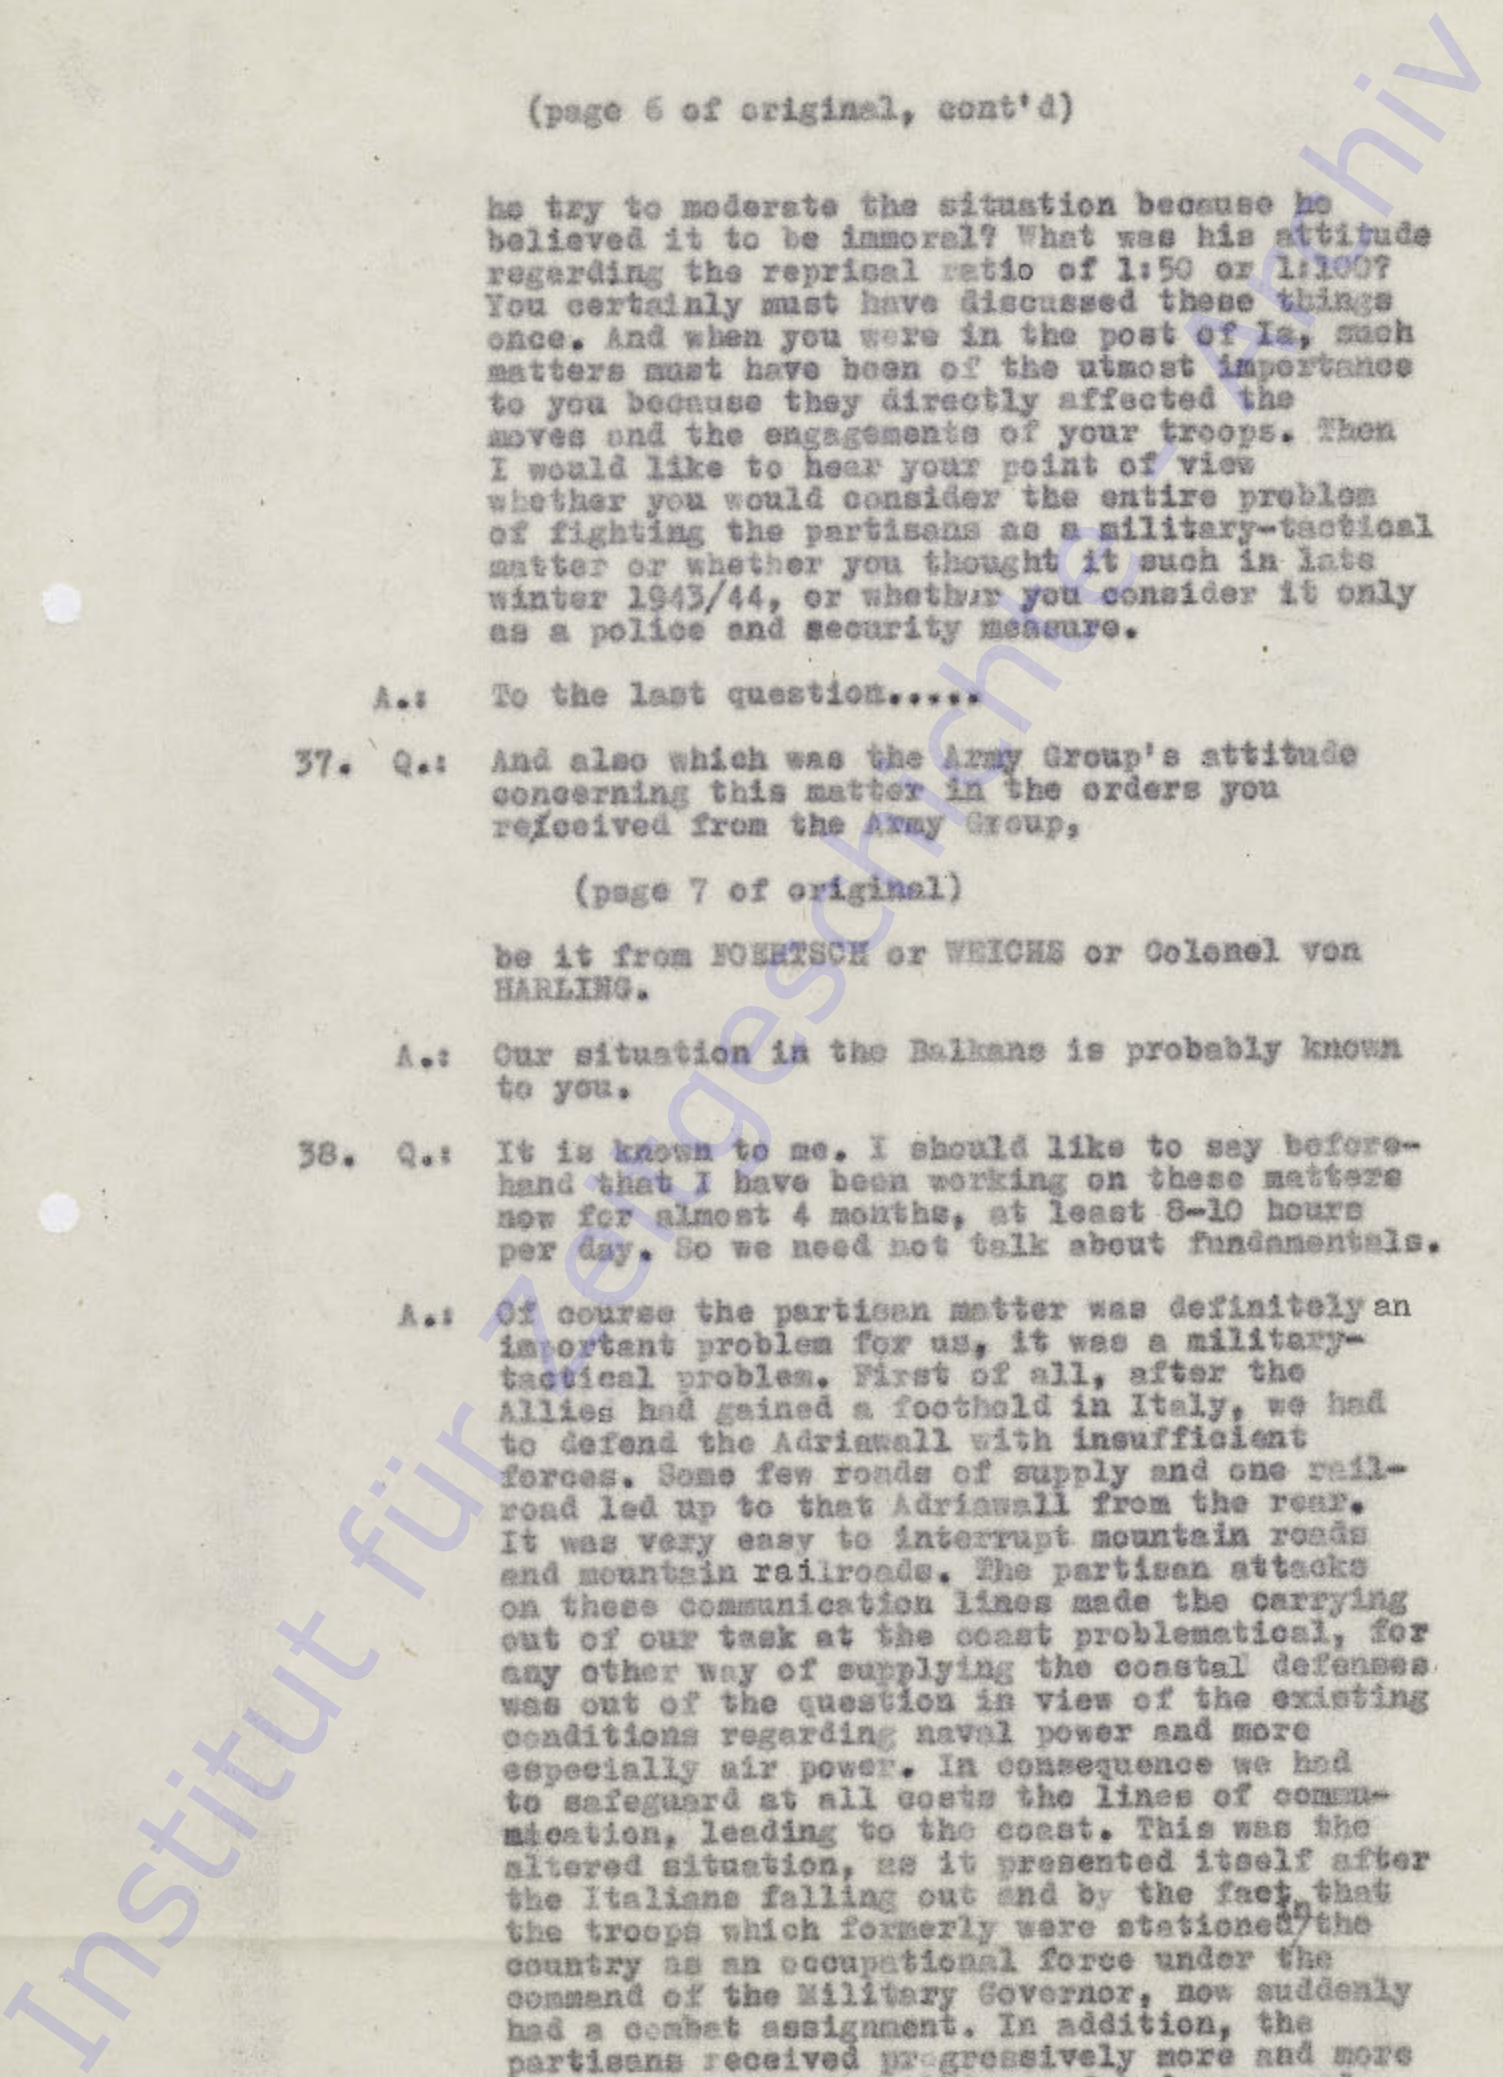 (page 6 of original, cont'd)
he try to moderate the situation because he
believed it to be immoral? What was his attitude
regarding the reprisal ratio of 1:50 or 1:100?
You certainly must have discussed these things
once. And when you were in the post of Ia, such
matters must have been of the utmost importance
to you because they directly affected the
moves and the engagements of your troops. Then
I would like to hear your point of view
whether you would consider the entire problem
of fighting the partisans as a military-tactical
matter or whether you thought it such in late
winter 1943/44, or whether you consider it only
as a police and security measure.
A.: To the last question.....
37. Q.: And also which was the Army Group's attitude
concerning this matter in the orders you
received from the Army Group,
(page 7 of original)
be it from FOERTSCH or WEICHS or Colonel von
HARLING.
A.: Our situation in the Balkans is probably known
to you.
38. Q.: It is known to me. I should like to say before-
hand that I have been working on these matters
now for almost 4 months, at least 8-10 hours
per day. So we need not talk about fundamentals.
A.: Of course the partisan matter was definitely an
important problem for us, it was a military-
tactical problem. First of all, after the
Allies had gained a foothold in Italy, we had
to defend the Adriawall with insufficient
forces. Some few roads of supply and one rail-
road led up to that Adriawall from the rear.
It was very easy to interrupt mountain roads
and mountain railroads. The partisan attacks
on these communication lines made the carrying
out of our task at the coast problematical, for
any other way of supplying the coastal defenses
was out of the question in view of the existing
conditions regarding naval power and more
especially air power. In consequence we had
to safeguard at all costs the lines of commu-
nication, leading to the coast. This was the
altered situation, as it presented itself after
the Italians falling out and by the fact that
the troops which formerly were stationed in the
country as an occupational force under the
command of the Military Governor, now suddenly
had a combat assignment. In addition, the
partisans received progressively more and more
Institut für Zeitgeschichte - Archiv